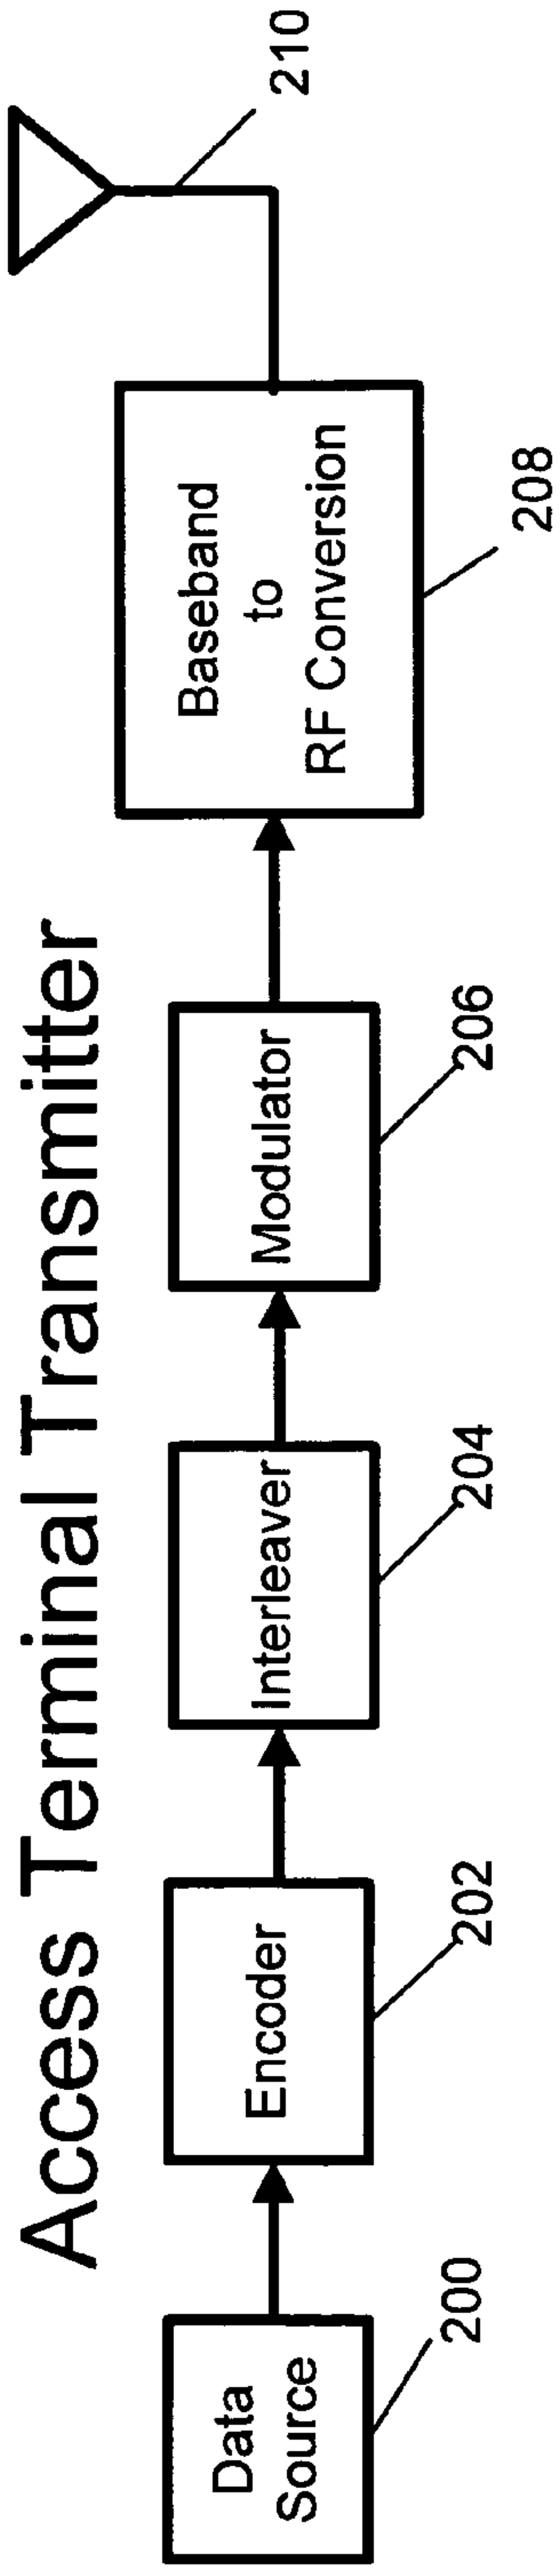 Access Terminal Transmitter
Data
Source
200
Encoder
202
Interleaver
204
Modulator
206
Baseband
to
RF Conversion
208
210